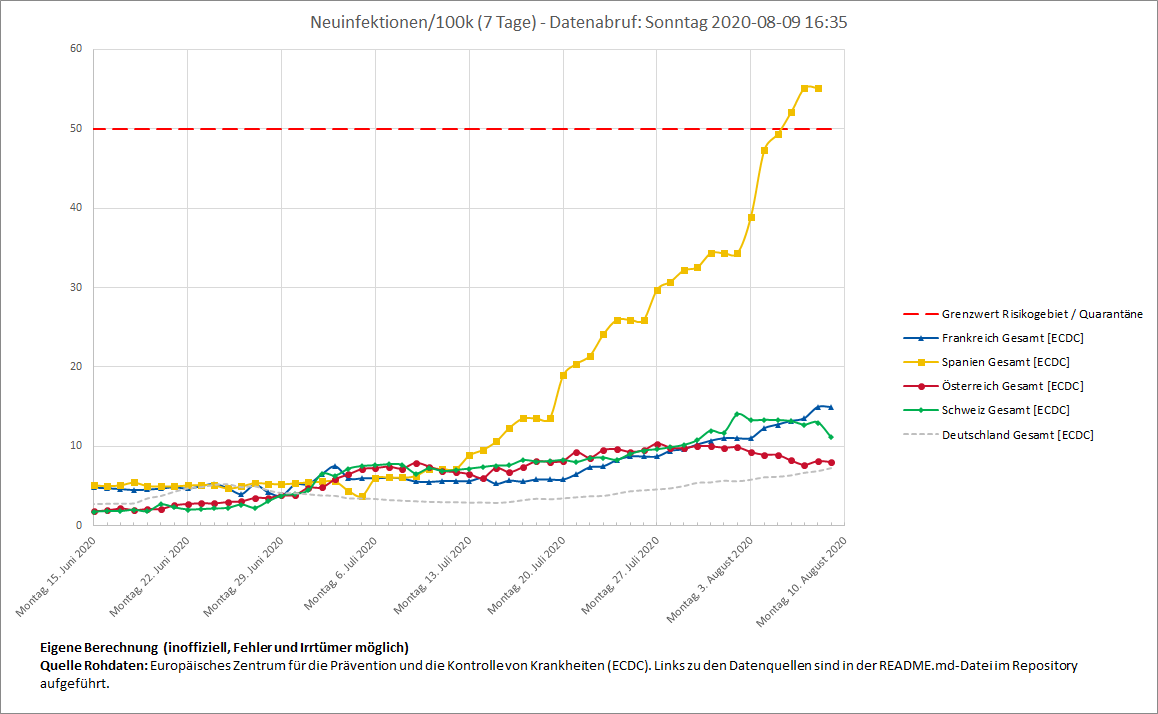 Neuinfektionen/100k (7 Tage) - Datenabruf: Sonntag 2020-08-09 16:35
60
50
40
30
20
10
0
Montag, 15. Juni 2020
Montag, 22. Juni 2020
Montag, 29. Juni 2020
Montag, 6. Juli 2020
Montag, 13. Juli 2020
Montag, 20. Juli 2020
Montag, 27. Juli 2020
Montag, 3. August 2020
Montag, 10. August 2020
Grenzwert Risikogebiet / Quarantäne
Frankreich Gesamt [ECDC]
Spanien Gesamt [ECDC]
Österreich Gesamt [ECDC]
Schweiz Gesamt [ECDC]
Deutschland Gesamt [ECDC]
Eigene Berechnung (inoffiziell, Fehler und Irrtümer möglich)
Quelle Rohdaten: Europäisches Zentrum für die Prävention und die Kontrolle von Krankheiten (ECDC). Links zu den Datenquellen sind in der README.md-Datei im Repository
aufgeführt.